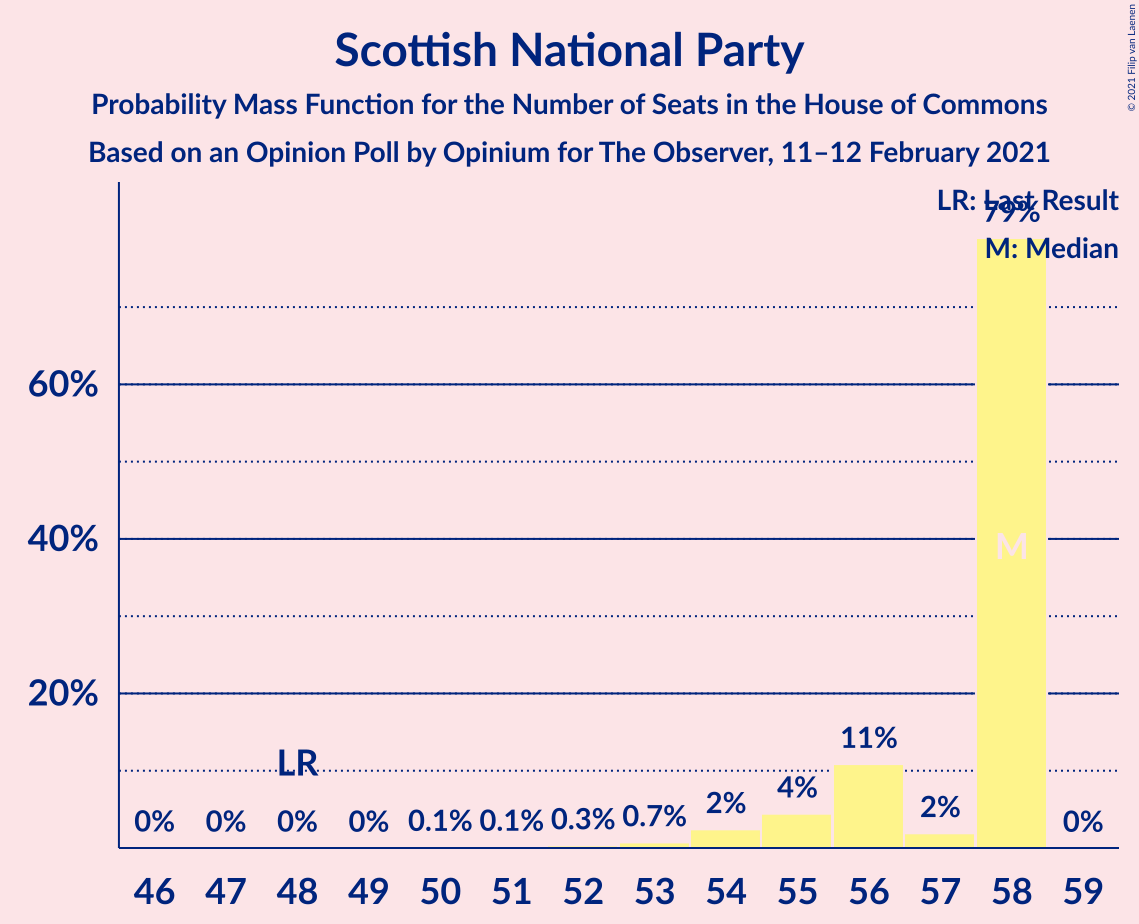 Scottish National Party
Probability Mass Function for the Number of Seats in the House of Commons
Based on an Opinion Poll by Opinium for The Observer, 11–12 February 2021
© 2021 Filip van Laenen
LR: Last Result
79%
M: Median
60%
40%
M
20%
LR
0% 0% 0% 0% 0.1% 0.1% 0.3% 0.7% 2% 4% 11% 2% 0%
46 47 48 49 50 51 52 53 54 55 56 57 58 59